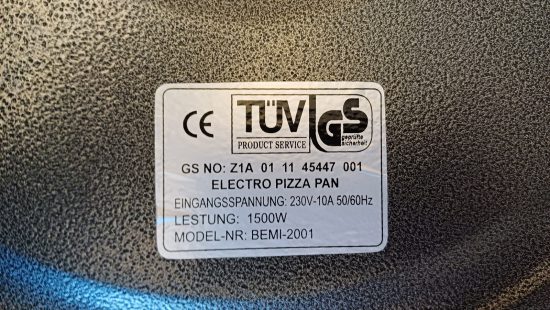 CE TÜV GS
PRODUCT SERVICE geprüfte
sicherheit
GS NO: Z1A 01 11 45447 001
ELECTRO PIZZA PAN
EINGANGSSPANNUNG: 230V-10A 50/60Hz
LESTUNG: 1500W
MODEL-NR: BEMI-2001